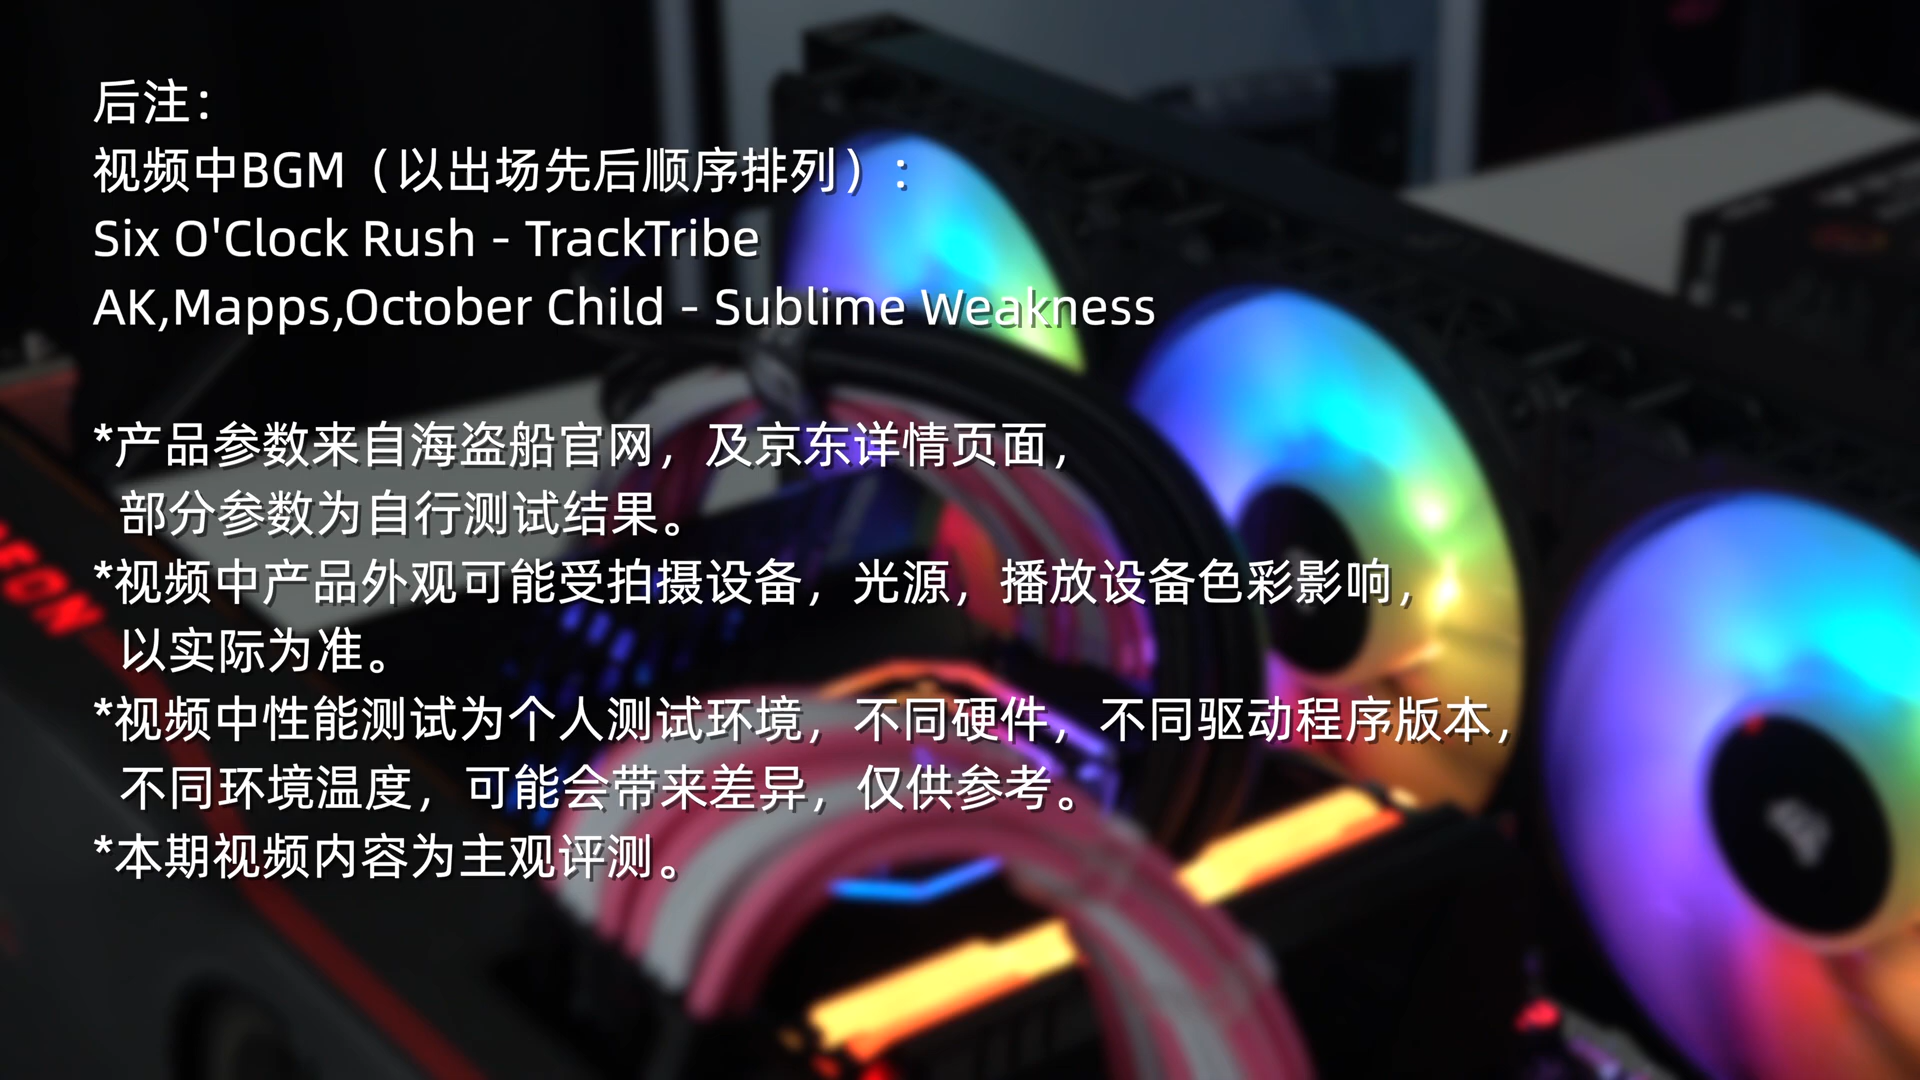 后注：
视频中BGM（以出场先后顺序排列）：
Six O'Clock Rush - TrackTribe
AK,Mapps,October Child - Sublime Weakness
*产品参数来自海盗船官网，及京东详情页面，
部分参数为自行测试结果。
*视频中产品外观可能受拍摄设备，光源，播放设备色彩影响，
以实际为准。
*视频中性能测试为个人测试环境，不同硬件，不同驱动程序版本，
不同环境温度，可能会带来差异，仅供参考。
*本期视频内容为主观评测。